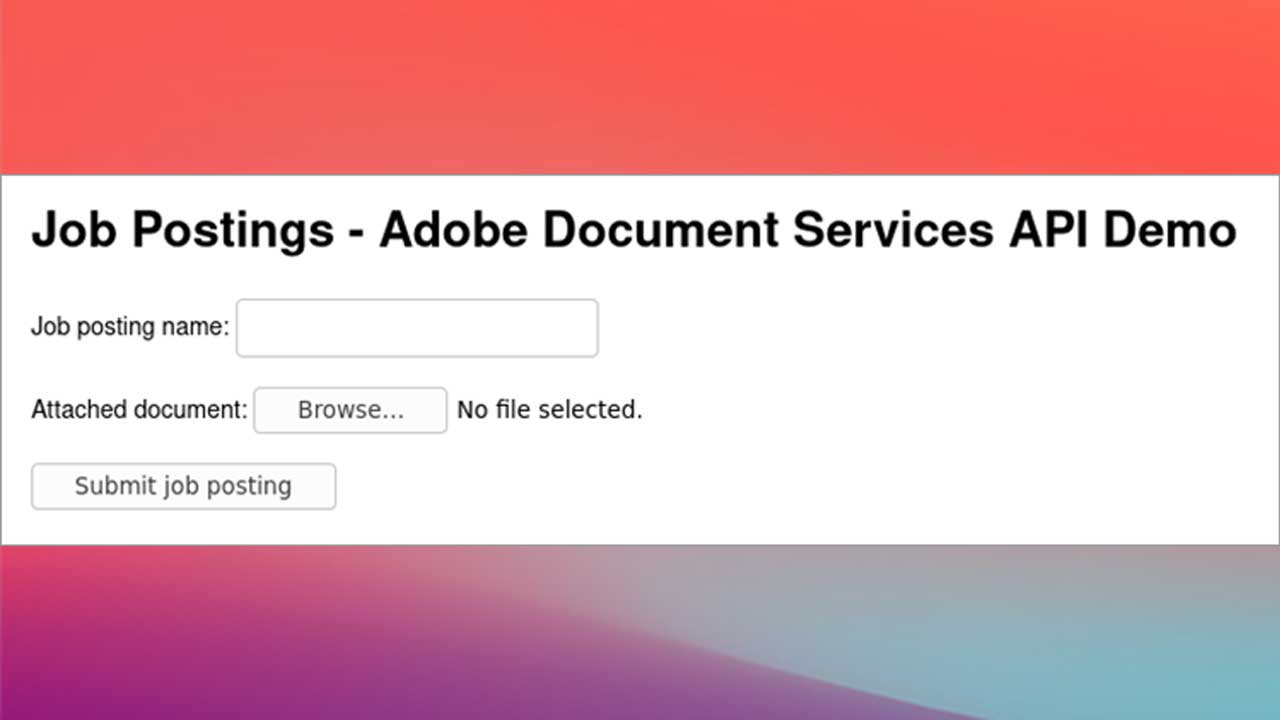 Job Postings - Adobe Document Services API Demo
Job posting name:
Attached document: Browse... No file selected.
Submit job posting